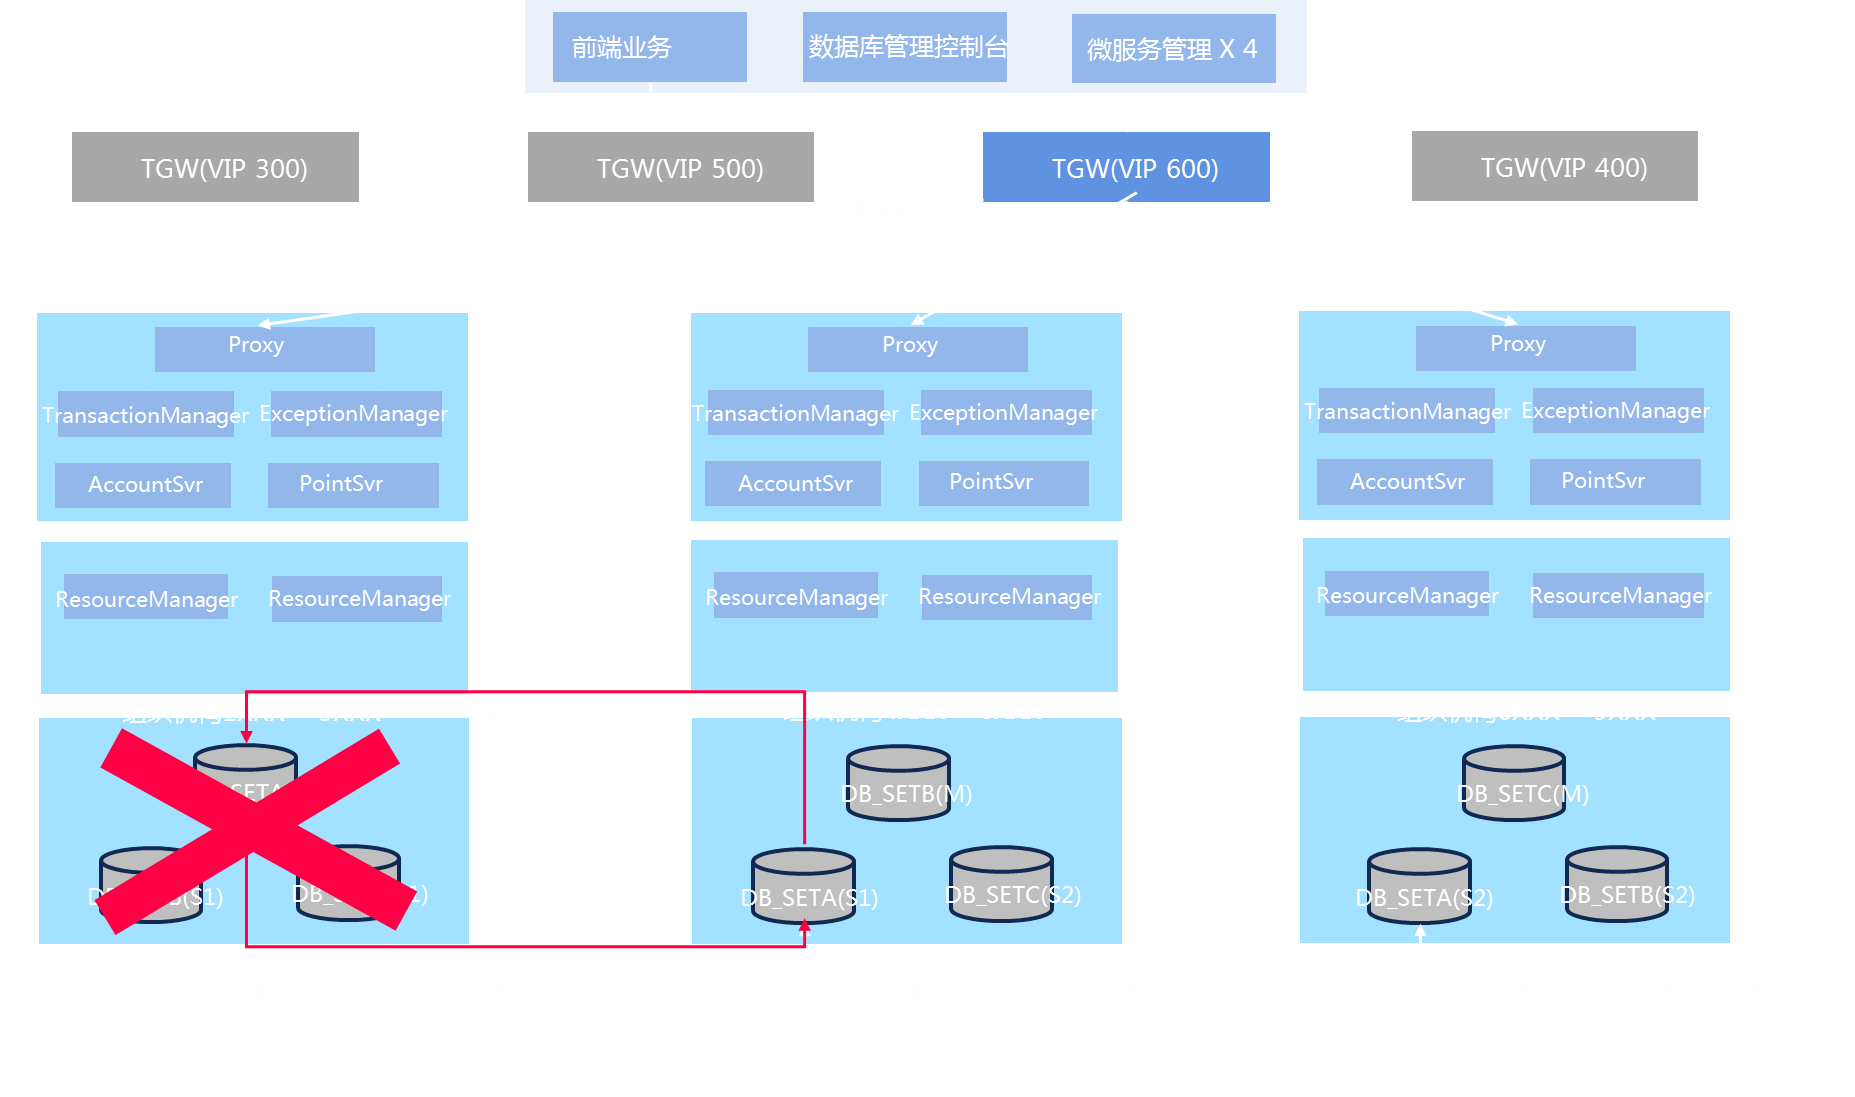 前端业务
数据库管理控制台
微服务管理 X 4
TGW(VIP 300)
TGW(VIP 500)
TGW(VIP 600)
TGW(VIP 400)
Proxy
TransactionManager
ExceptionManager
AccountSvr
PointSvr
ResourceManager
ResourceManager
Proxy
TransactionManager
ExceptionManager
AccountSvr
PointSvr
ResourceManager
ResourceManager
Proxy
TransactionManager
ExceptionManager
AccountSvr
PointSvr
ResourceManager
ResourceManager
DB_SETB(M)
DB_SETA(S1)
DB_SETC(S2)
DB_SETC(M)
DB_SETA(S2)
DB_SETB(S2)